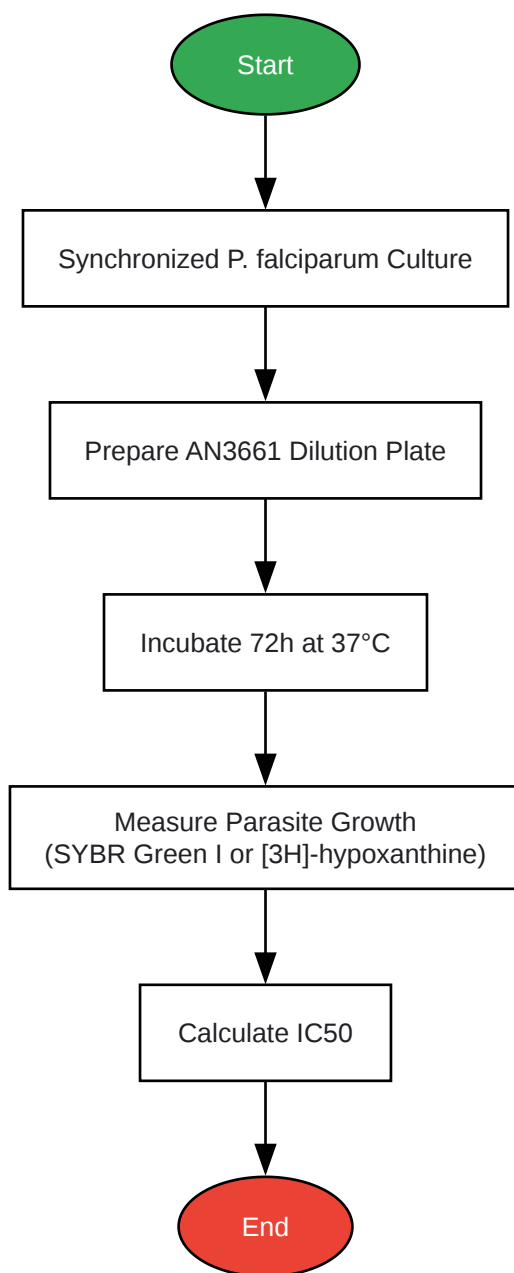 Start
Synchronized P. falciparum Culture
Prepare AN3661 Dilution Plate
Incubate 72h at 37°C
Measure Parasite Growth
(SYBR Green I or [3H]-hypoxanthine)
Calculate IC50
End